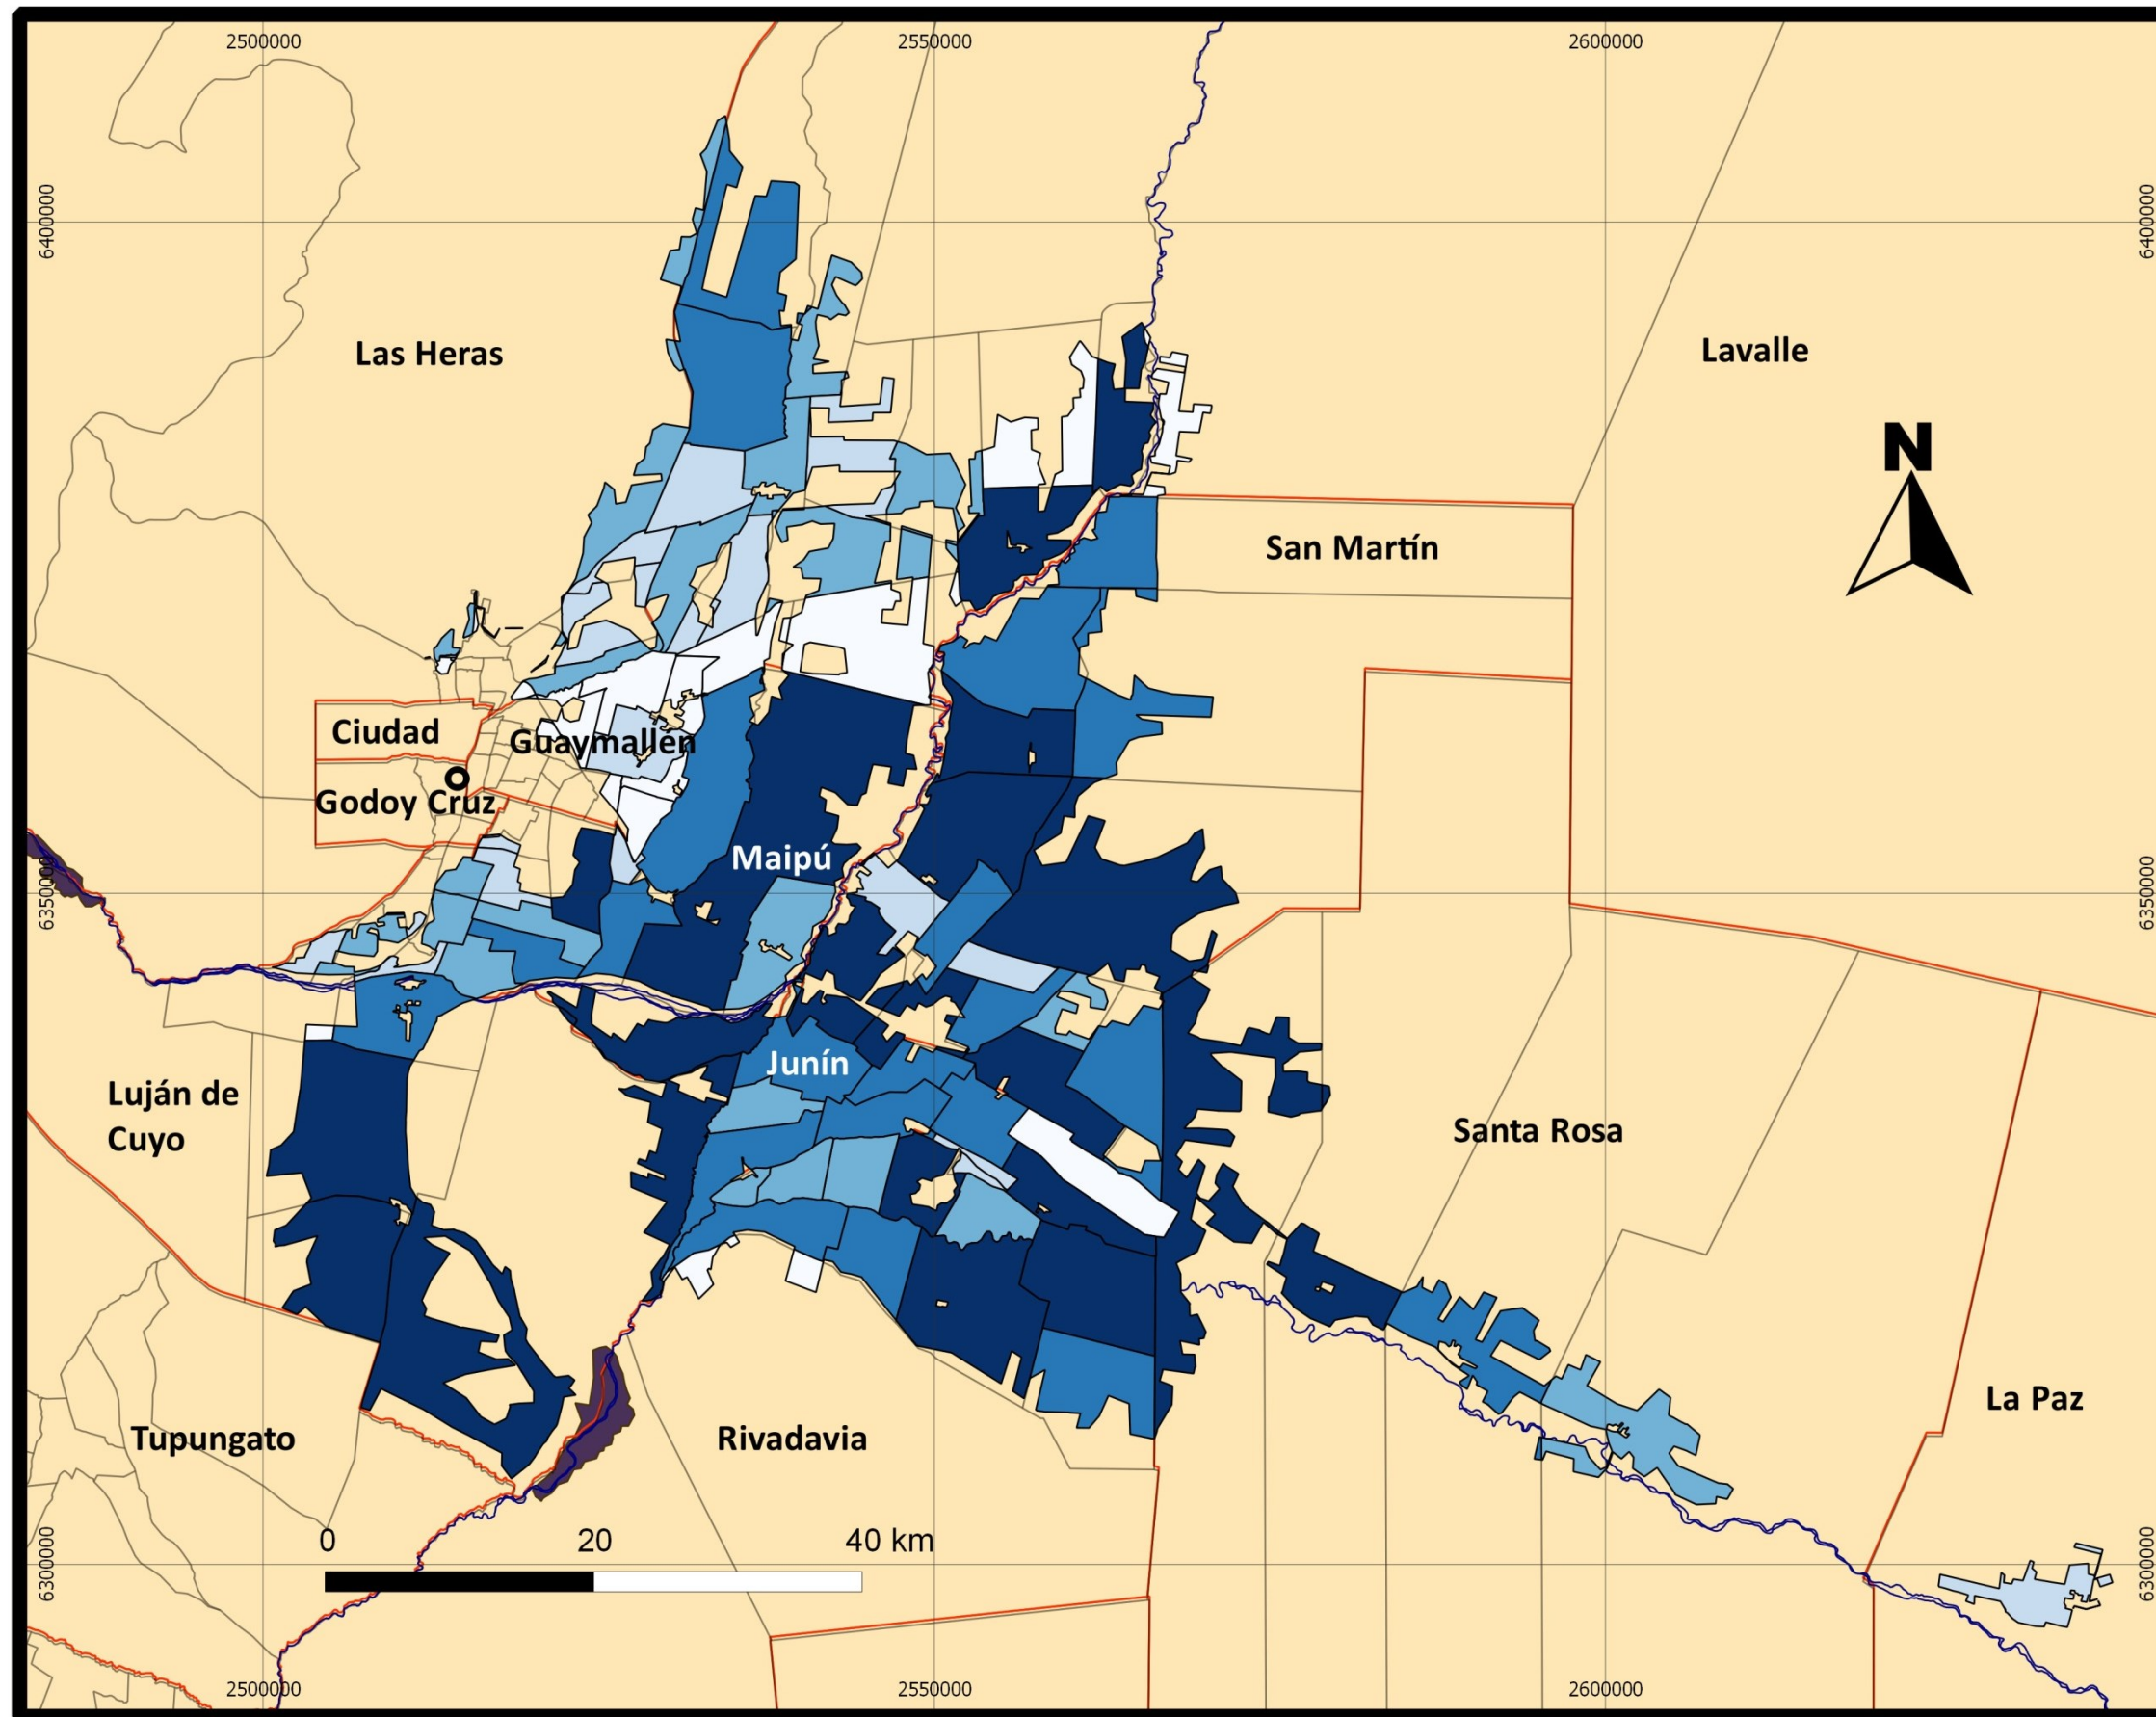 2500000
2550000
2600000
6400000
6400000
Las Heras
Lavalle
N
San Martín
Ciudad
Guaymallén
Godoy Cruz
Maipú
6350000
6350000
Junín
Luján de
Cuyo
Santa Rosa
La Paz
Tupungato
Rivadavia
0
20
40 km
6300000
6300000
2500000
2550000
2600000